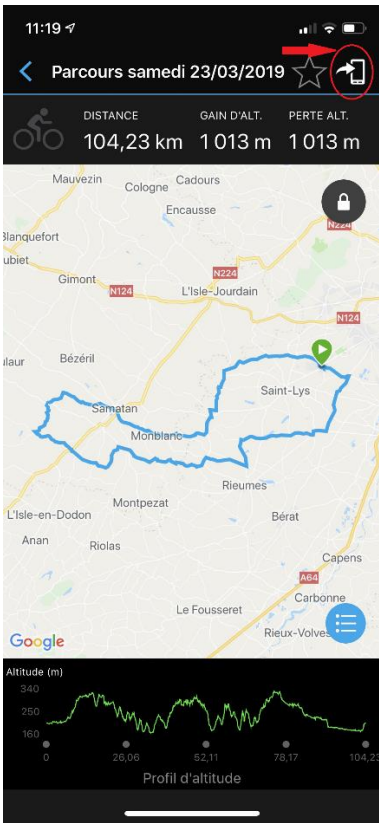 11:19
Parcours samedi 23/03/2019
DISTANCE GAIN D'ALT. PERTE ALT.
104,23 km 1 013 m 1 013 m
Mauvezin
Cologne
Cadours
Encausse
Blanquefort
N224
ubiet
N224
Gimont
N124
L'Isle-Jourdain
N124
ulaur
Bézéril
Saint-Lys
Samatan
Monblanc
Rieumes
Montpezat
L'Isle-en-Dodon
Bérat
Anan
Riolas
Capens
A64
Carbonne
Le Fousseret
Rieux-Volves
Google
Altitude (m)
340
250
160
0 26,06 52,11 78,17 104,23
Profil d'altitude